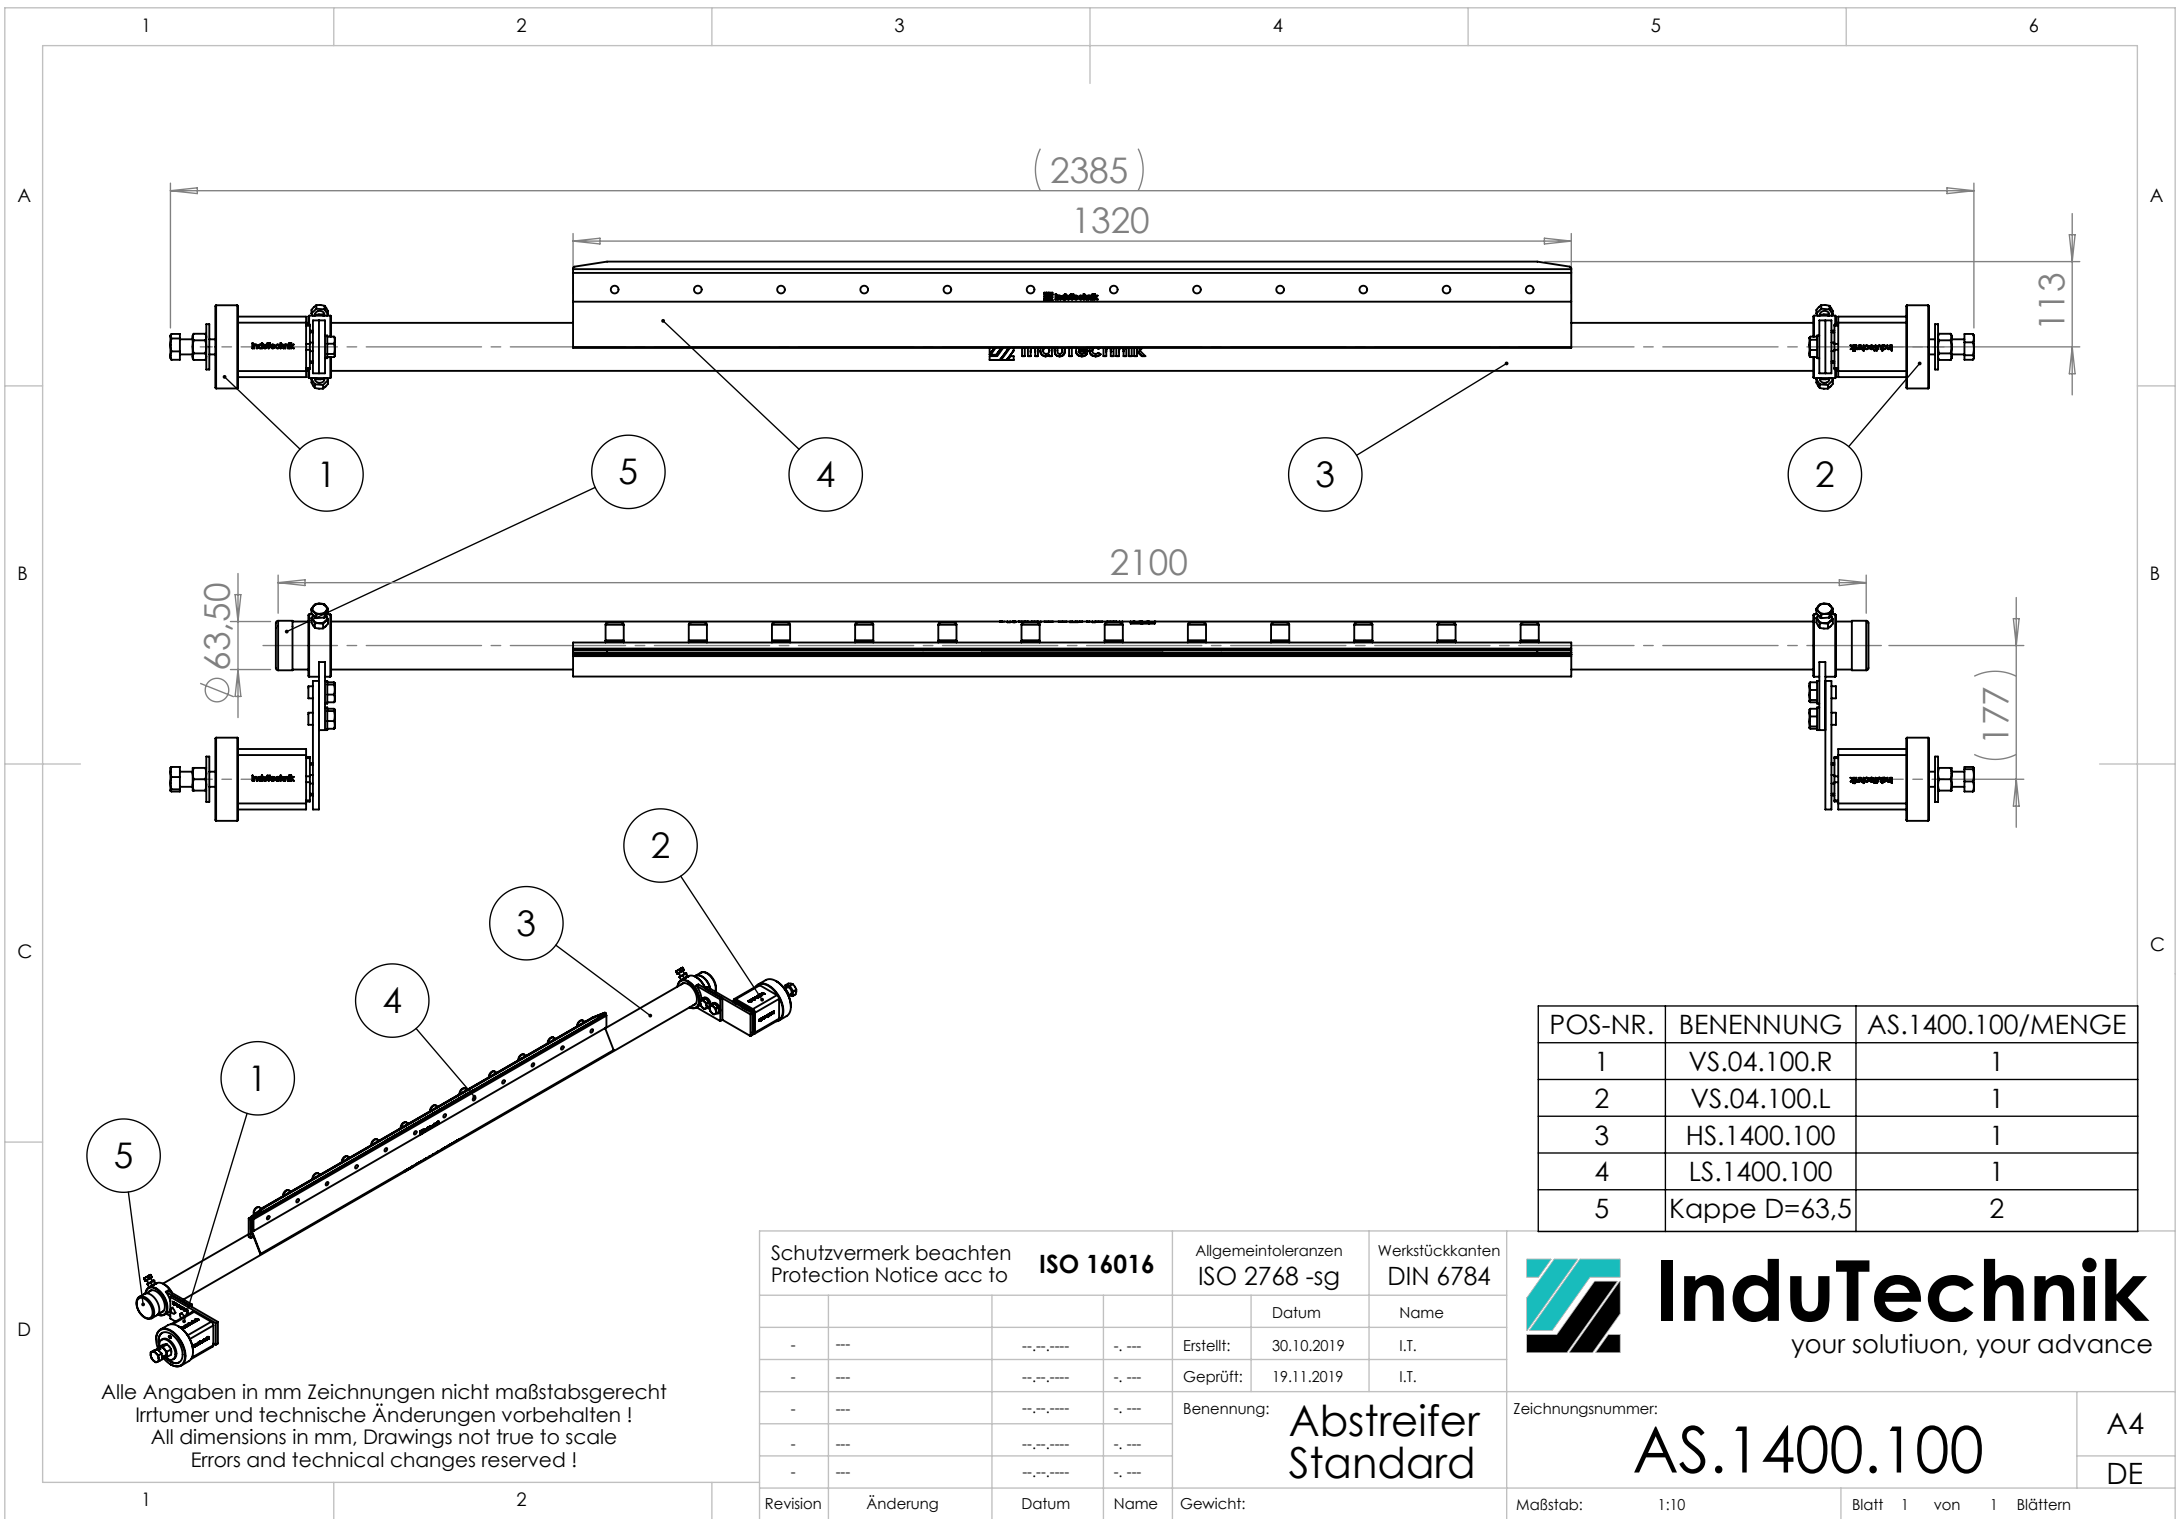 1 2 3 4 5 6
A A
( 2385 )
1320
113
InduTechnik
InduTechnik
InduTechnik
InduTechnik
1 5 4 3 2
B B
2100
Ø 63,50
( 177 )
InduTechnik
InduTechnik
2
3
4
1
5
C C
POS-NR. BENENNUNG AS.1400.100/MENGE
1 VS.04.100.R 1
2 VS.04.100.L 1
3 HS.1400.100 1
4 LS.1400.100 1
5 Kappe D=63,5 2
D
Alle Angaben in mm Zeichnungen nicht maßstabsgerecht
Irrtumer und technische Änderungen vorbehalten !
All dimensions in mm, Drawings not true to scale
Errors and technical changes reserved !
Schutzvermerk beachten
Protection Notice acc to
ISO 16016
Allgemeintoleranzen
ISO 2768 -sg
Werkstückkanten
DIN 6784
Datum Name
- --- --.--.---- -. --- Erstellt: 30.10.2019 I.T.
- --- --.--.---- -. --- Geprüft: 19.11.2019 I.T.
- --- --.--.---- -. ---
- --- --.--.---- -. ---
- --- --.--.---- -. ---
Revision Änderung Datum Name
Benennung:
Abstreifer
Standard
Gewicht:
InduTechnik
your solutiuon, your advance
Zeichnungsnummer:
AS.1400.100
A4
DE
Maßstab: 1:10
Blatt 1 von 1 Blättern
1 2